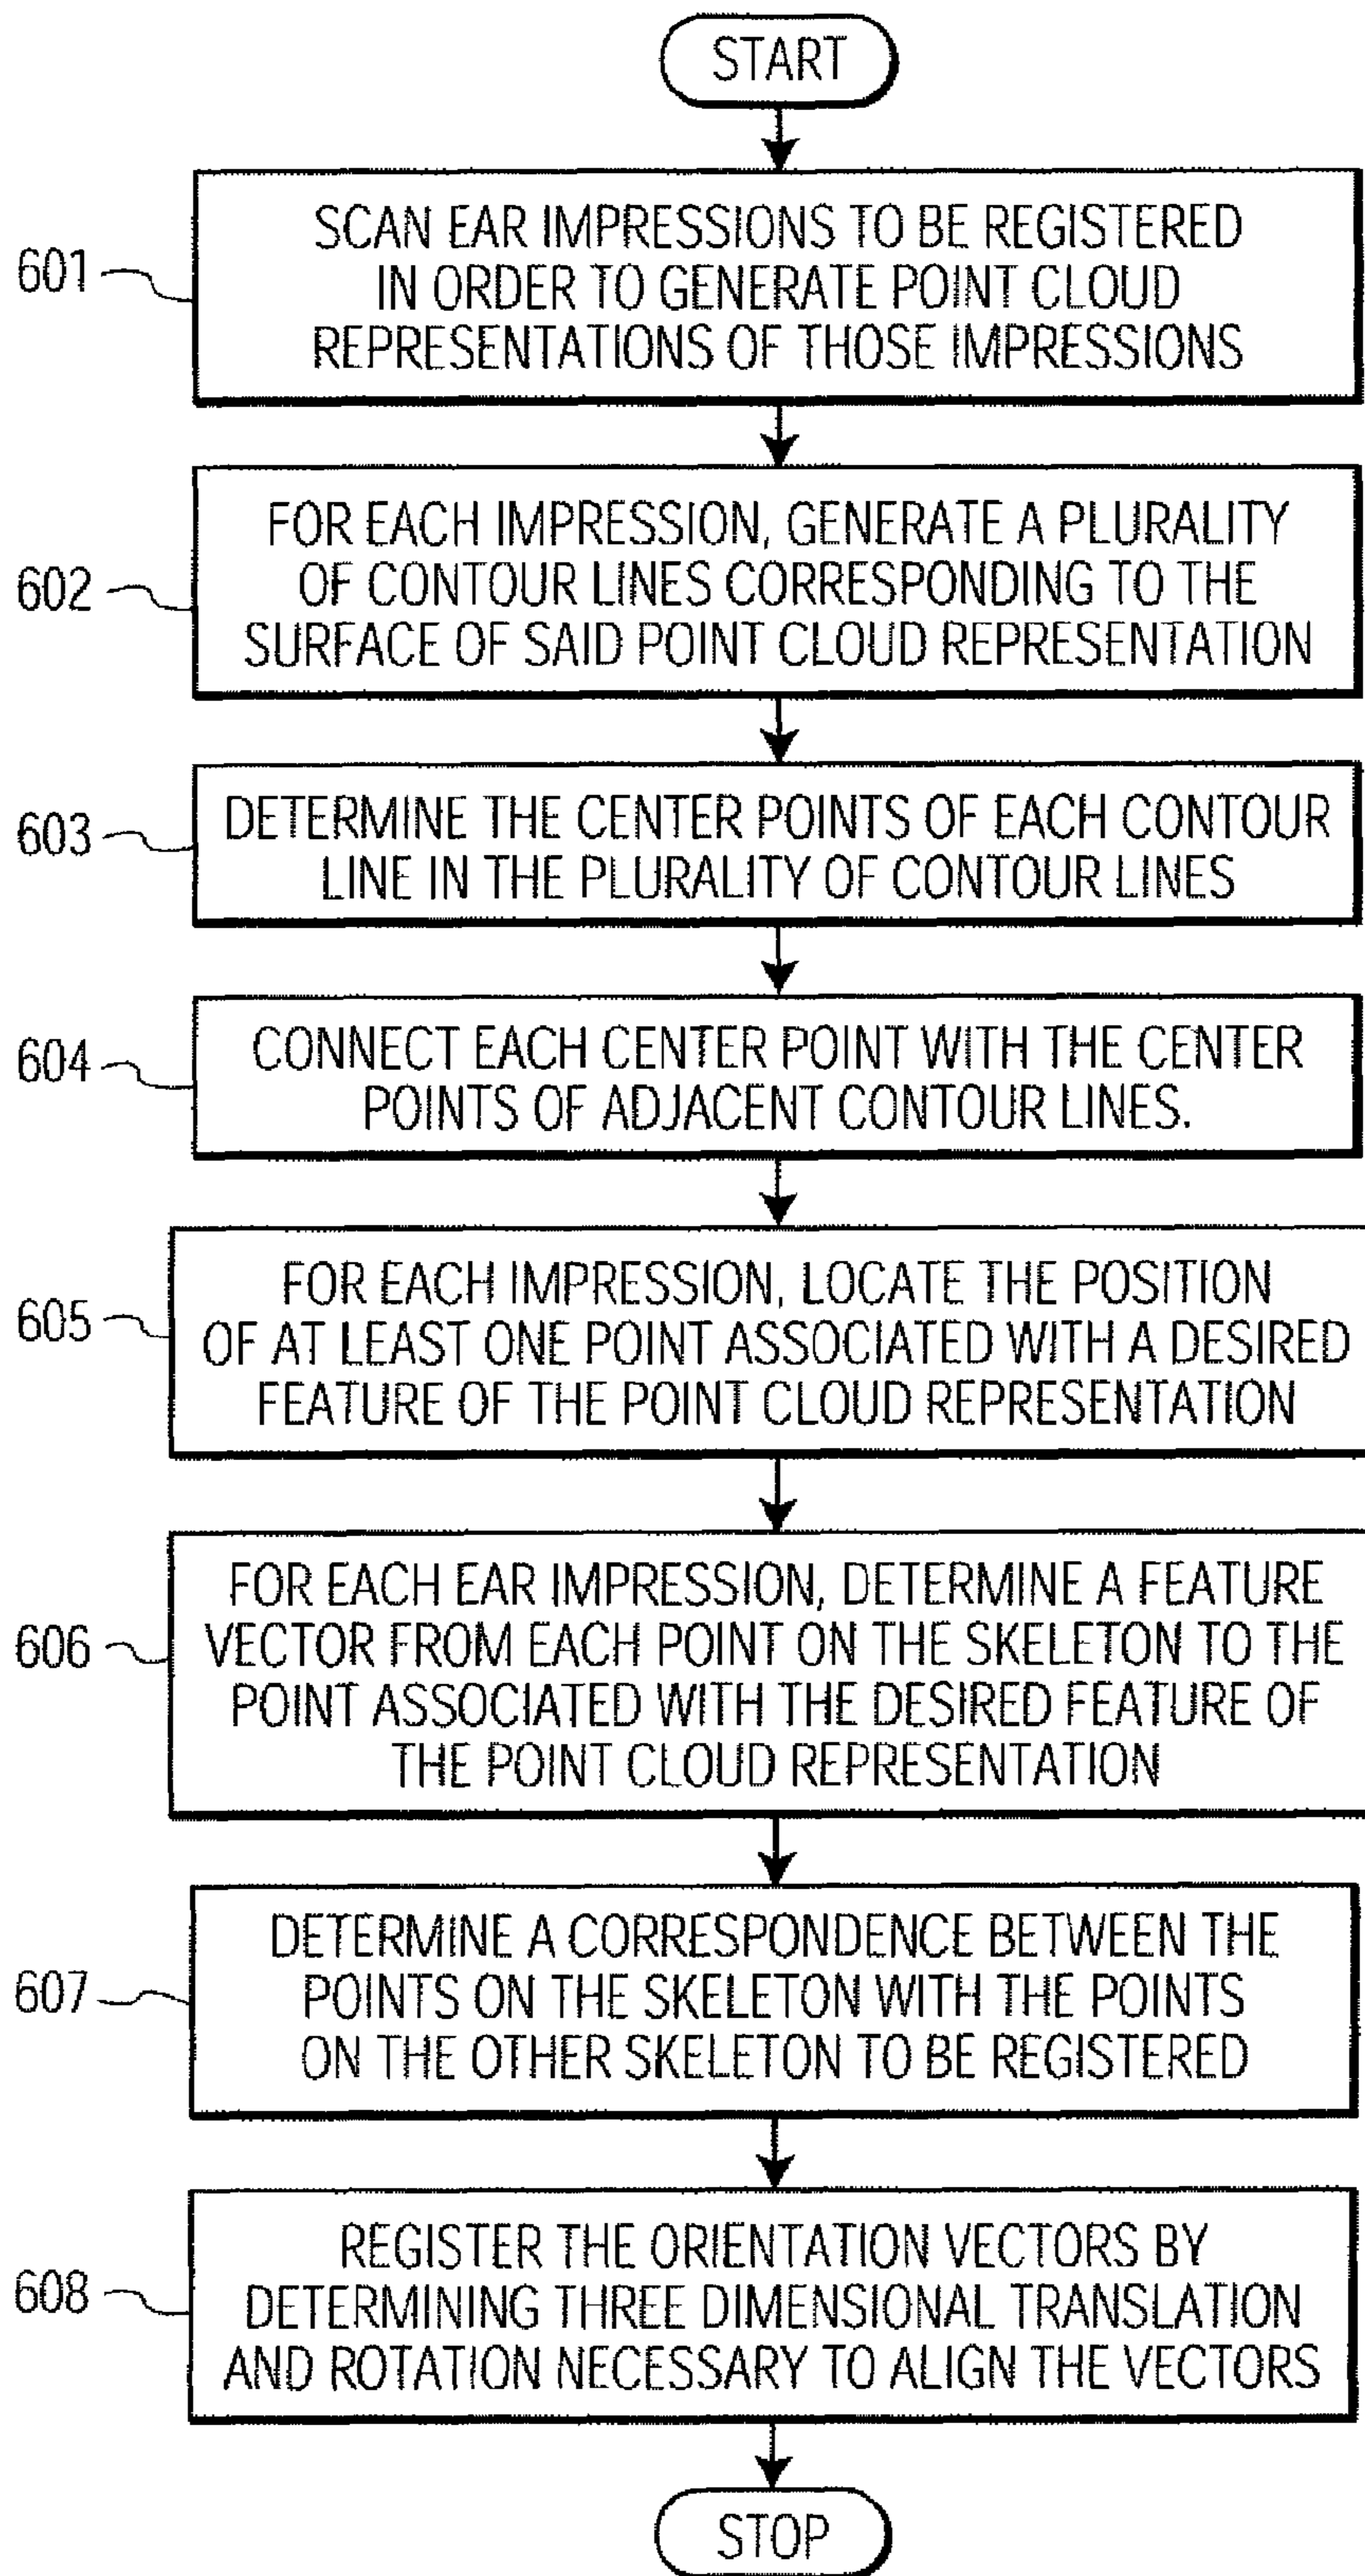 START
601
SCAN EAR IMPRESSIONS TO BE REGISTERED
IN ORDER TO GENERATE POINT CLOUD
REPRESENTATIONS OF THOSE IMPRESSIONS
602
FOR EACH IMPRESSION, GENERATE A PLURALITY
OF CONTOUR LINES CORRESPONDING TO THE
SURFACE OF SAID POINT CLOUD REPRESENTATION
603
DETERMINE THE CENTER POINTS OF EACH CONTOUR
LINE IN THE PLURALITY OF CONTOUR LINES
604
CONNECT EACH CENTER POINT WITH THE CENTER
POINTS OF ADJACENT CONTOUR LINES.
605
FOR EACH IMPRESSION, LOCATE THE POSITION
OF AT LEAST ONE POINT ASSOCIATED WITH A DESIRED
FEATURE OF THE POINT CLOUD REPRESENTATION
606
FOR EACH EAR IMPRESSION, DETERMINE A FEATURE
VECTOR FROM EACH POINT ON THE SKELETON TO THE
POINT ASSOCIATED WITH THE DESIRED FEATURE OF
THE POINT CLOUD REPRESENTATION
607
DETERMINE A CORRESPONDENCE BETWEEN THE
POINTS ON THE SKELETON WITH THE POINTS
ON THE OTHER SKELETON TO BE REGISTERED
608
REGISTER THE ORIENTATION VECTORS BY
DETERMINING THREE DIMENSIONAL TRANSLATION
AND ROTATION NECESSARY TO ALIGN THE VECTORS
STOP